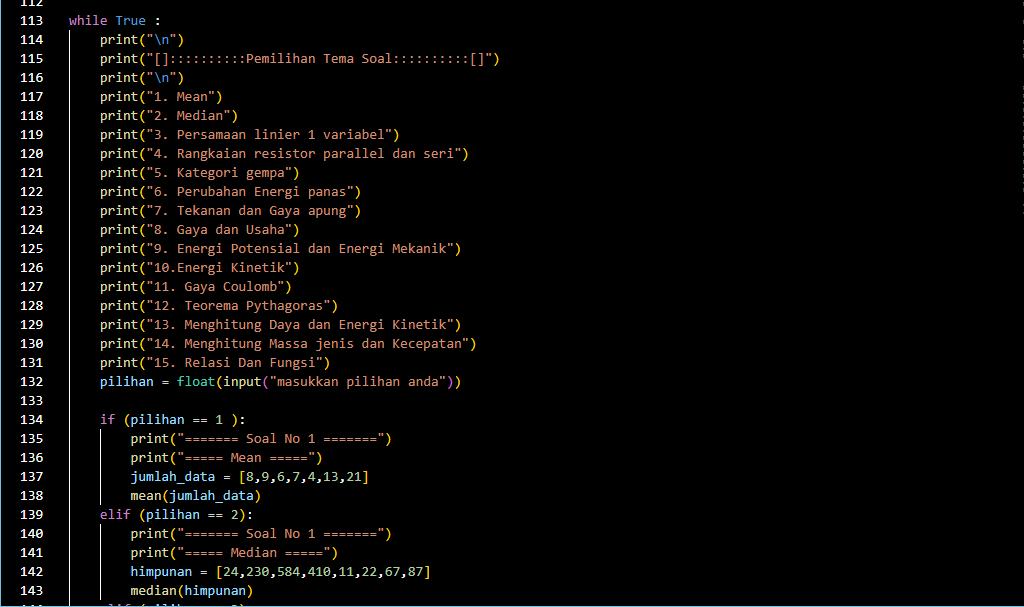 112
113 while True :
114     print("\n")
115     print("[]::::::::::Pemilihan Tema Soal::::::::::[]")
116     print("\n")
117     print("1. Mean")
118     print("2. Median")
119     print("3. Persamaan linier 1 variabel")
120     print("4. Rangkaian resistor parallel dan seri")
121     print("5. Kategori gempa")
122     print("6. Perubahan Energi panas")
123     print("7. Tekanan dan Gaya apung")
124     print("8. Gaya dan Usaha")
125     print("9. Energi Potensial dan Energi Mekanik")
126     print("10.Energi Kinetik")
127     print("11. Gaya Coulomb")
128     print("12. Teorema Pythagoras")
129     print("13. Menghitung Daya dan Energi Kinetik")
130     print("14. Menghitung Massa jenis dan Kecepatan")
131     print("15. Relasi Dan Fungsi")
132     pilihan = float(input("masukkan pilihan anda"))
133
134     if (pilihan == 1 ):
135         print("======= Soal No 1 =======")
136         print("===== Mean =====")
137         jumlah_data = [8,9,6,7,4,13,21]
138         mean(jumlah_data)
139     elif (pilihan == 2):
140         print("======= Soal No 1 =======")
141         print("===== Median =====")
142         himpunan = [24,230,584,410,11,22,67,87]
143         median(himpunan)